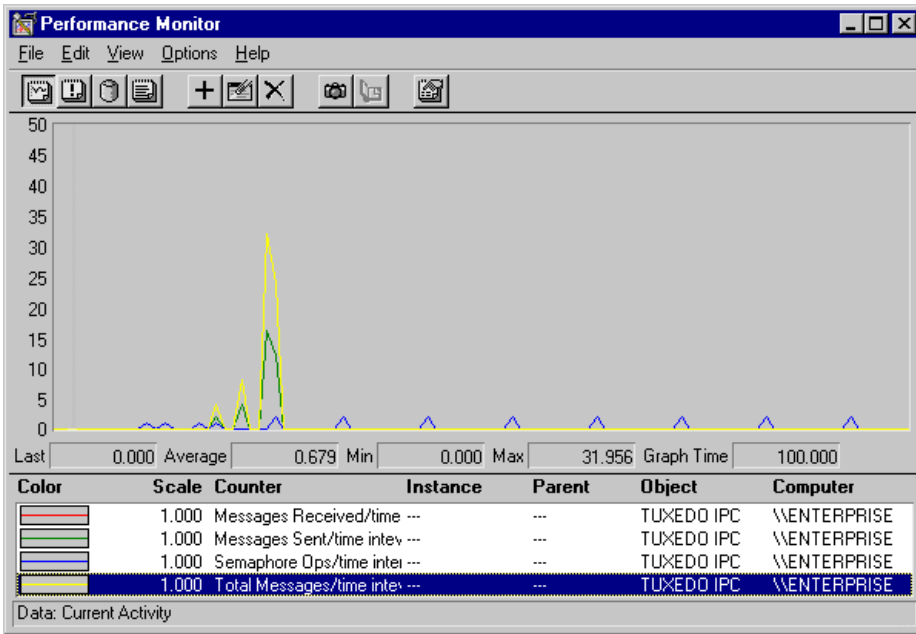 Performance Monitor
File Edit View Options Help
50
45
40
35
30
25
20
15
10
5
0
Last 0.000 Average 0.679 Min 0.000 Max 31.956 Graph Time 100.000
Color Scale Counter Instance Parent Object Computer
1.000 Messages Received/time --- --- TUXEDO IPC \\ENTERPRISE
1.000 Messages Sent/time intev --- --- TUXEDO IPC \\ENTERPRISE
1.000 Semaphore Ops/time inter --- --- TUXEDO IPC \\ENTERPRISE
1.000 Total Messages/time intev --- --- TUXEDO IPC \\ENTERPRISE
Data: Current Activity